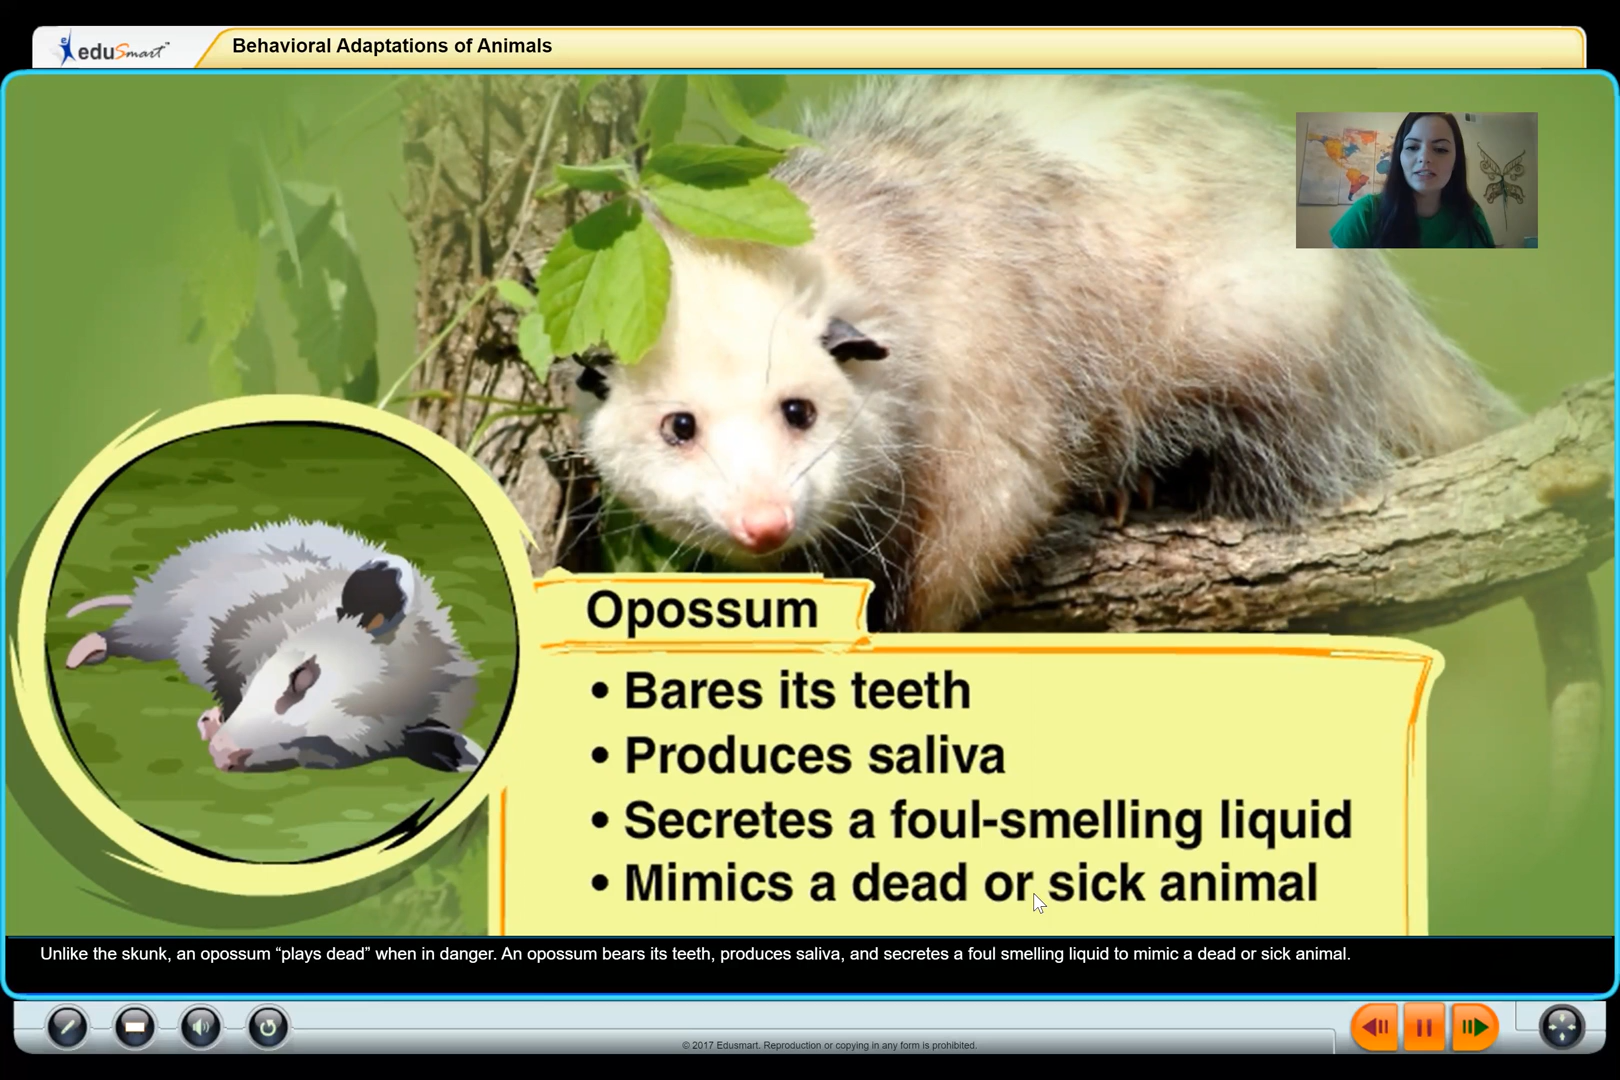 eduSmart™
Behavioral Adaptations of Animals
Opossum
• Bares its teeth
• Produces saliva
• Secretes a foul-smelling liquid
• Mimics a dead or sick animal
Unlike the skunk, an opossum “plays dead” when in danger. An opossum bears its teeth, produces saliva, and secretes a foul smelling liquid to mimic a dead or sick animal.
© 2017 Edusmart. Reproduction or copying in any form is prohibited.